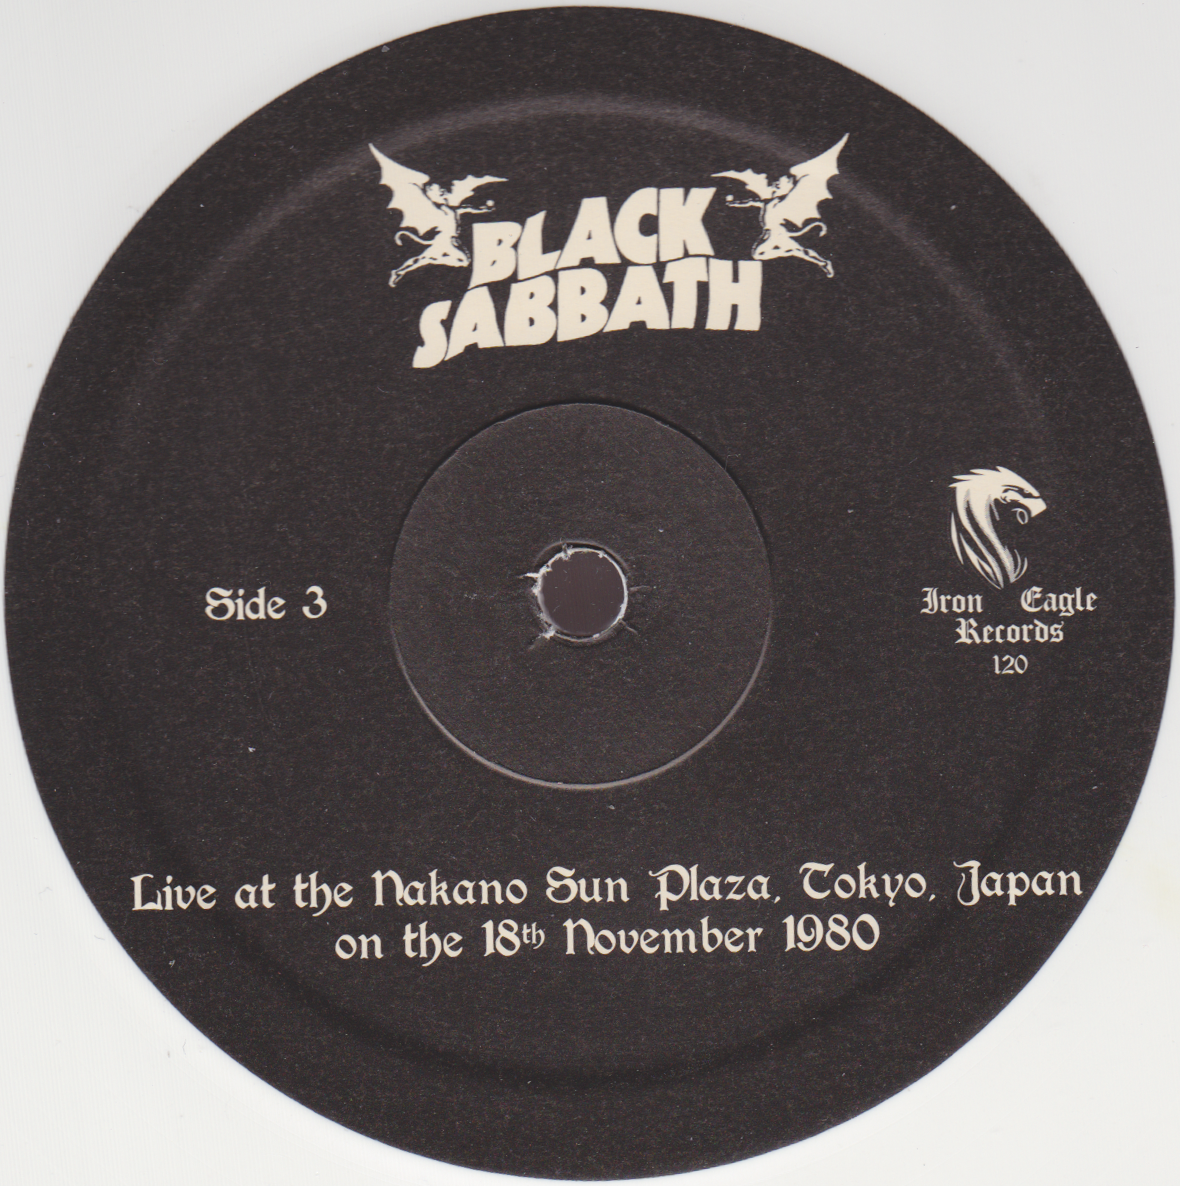 BLACK
SABBATH
Side 3
Iron Eagle
Records
120
Live at the Nakano Sun Plaza, Tokyo, Japan
on the 18th November 1980